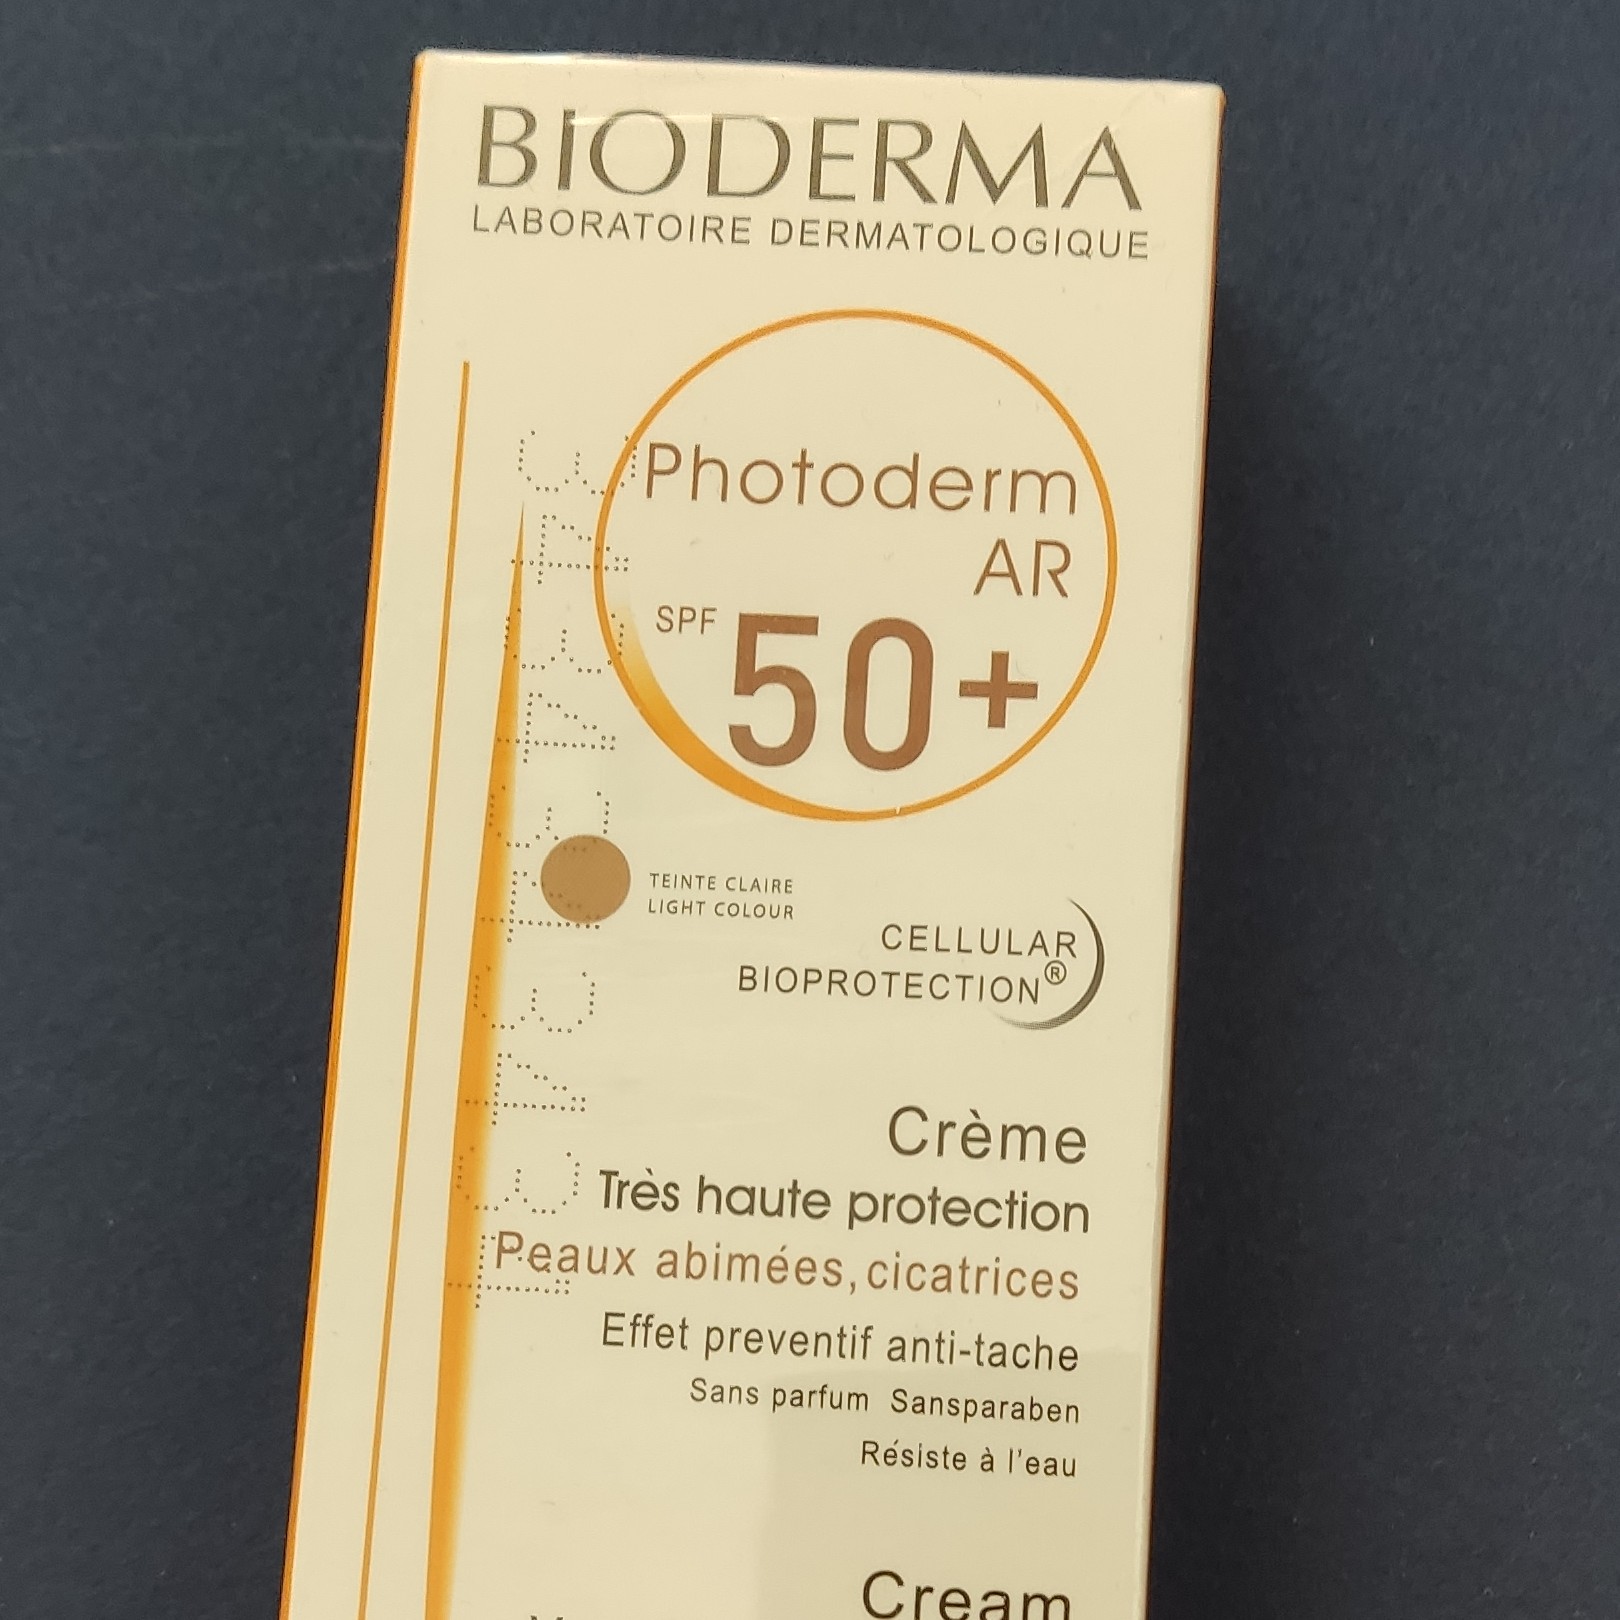 BIODERMA
LABORATOIRE DERMATOLOGIQUE
Photoderm
AR
SPF 50+
TEINTE CLAIRE
LIGHT COLOUR
CELLULAR
BIOPROTECTION®
Crème
Très haute protection
Peaux abimées, cicatrices
Effet preventif anti-tache
Sans parfum Sansparaben
Résiste à l'eau
Cream